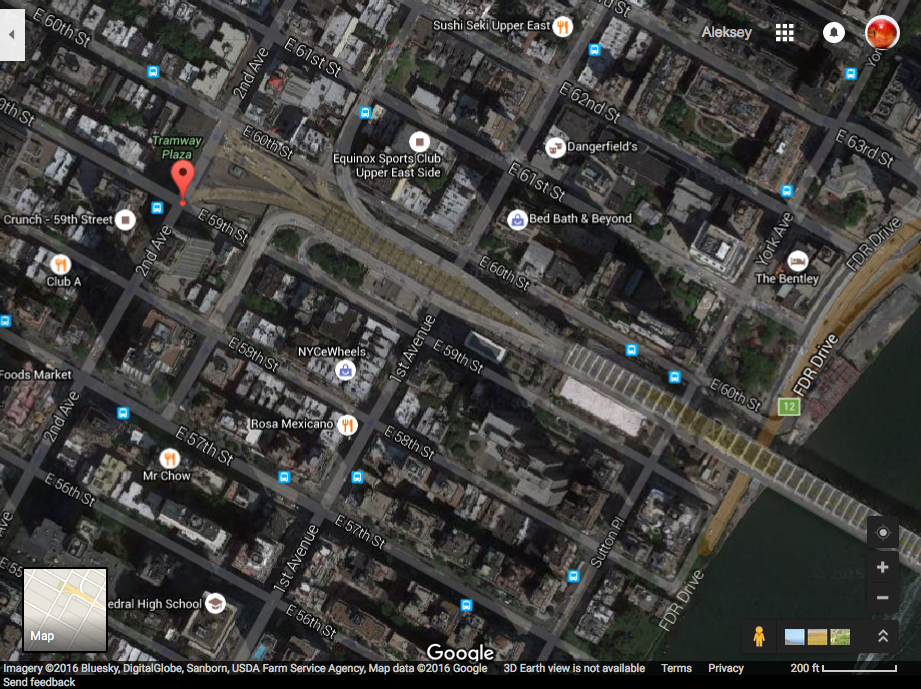 Sushi Seki Upper East
Aleksey
E 60th St
2nd Ave
E 61st St
E 62nd St
E 63rd St
Tramway
Plaza
E 60th St
Equinox Sports Club
Upper East Side
Dangerfield's
E 61st St
Crunch - 59th Street
E 59th St
Bed Bath & Beyond
York Ave
FDR Drive
2nd Ave
Club A
E 60th St
The Bentley
NYCeWheels
E 58th St
1st Avenue
E 59th St
FDR Drive
Foods Market
E 60th St
12
2nd Ave
Rosa Mexicano
E 57th St
E 58th St
Mr Chow
E 56th St
E 57th St
1st Avenue
Sutton Pl
FDR Drive
edral High School
E 56th St
Map
Google
Imagery ©2016 Bluesky, DigitalGlobe, Sanborn, USDA Farm Service Agency, Map data ©2016 Google 3D Earth view is not available Terms Privacy 200 ft
Send feedback